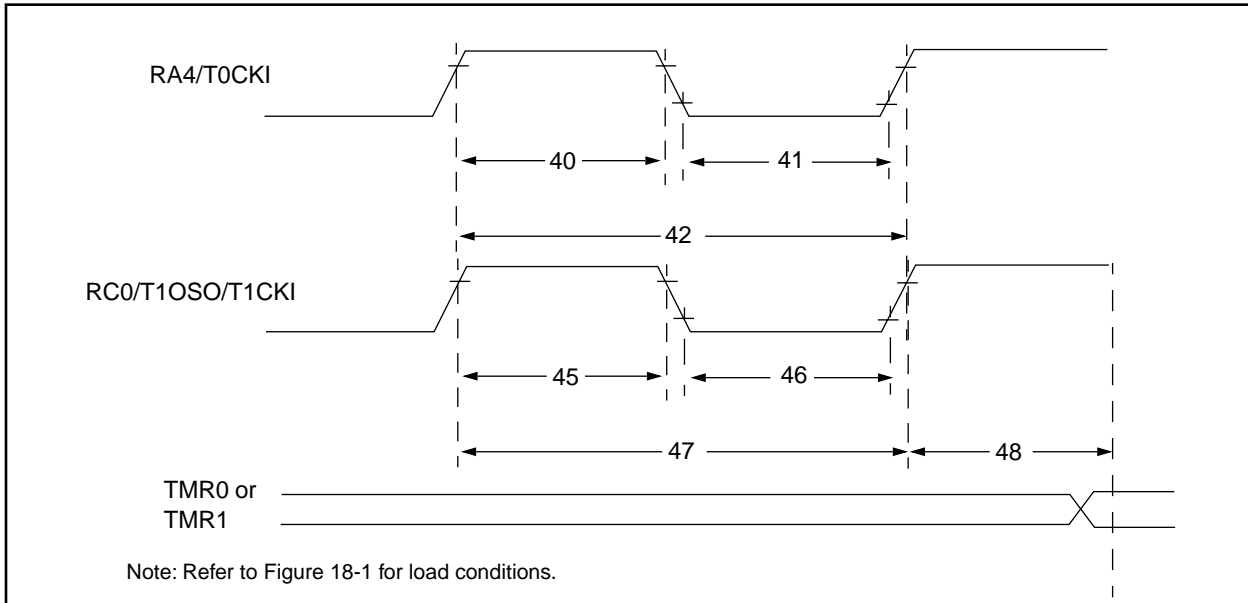 RA4/T0CKI
40
41
42
RC0/T1OSO/T1CKI
45
46
47
48
TMR0 or
TMR1
Note: Refer to Figure 18-1 for load conditions.